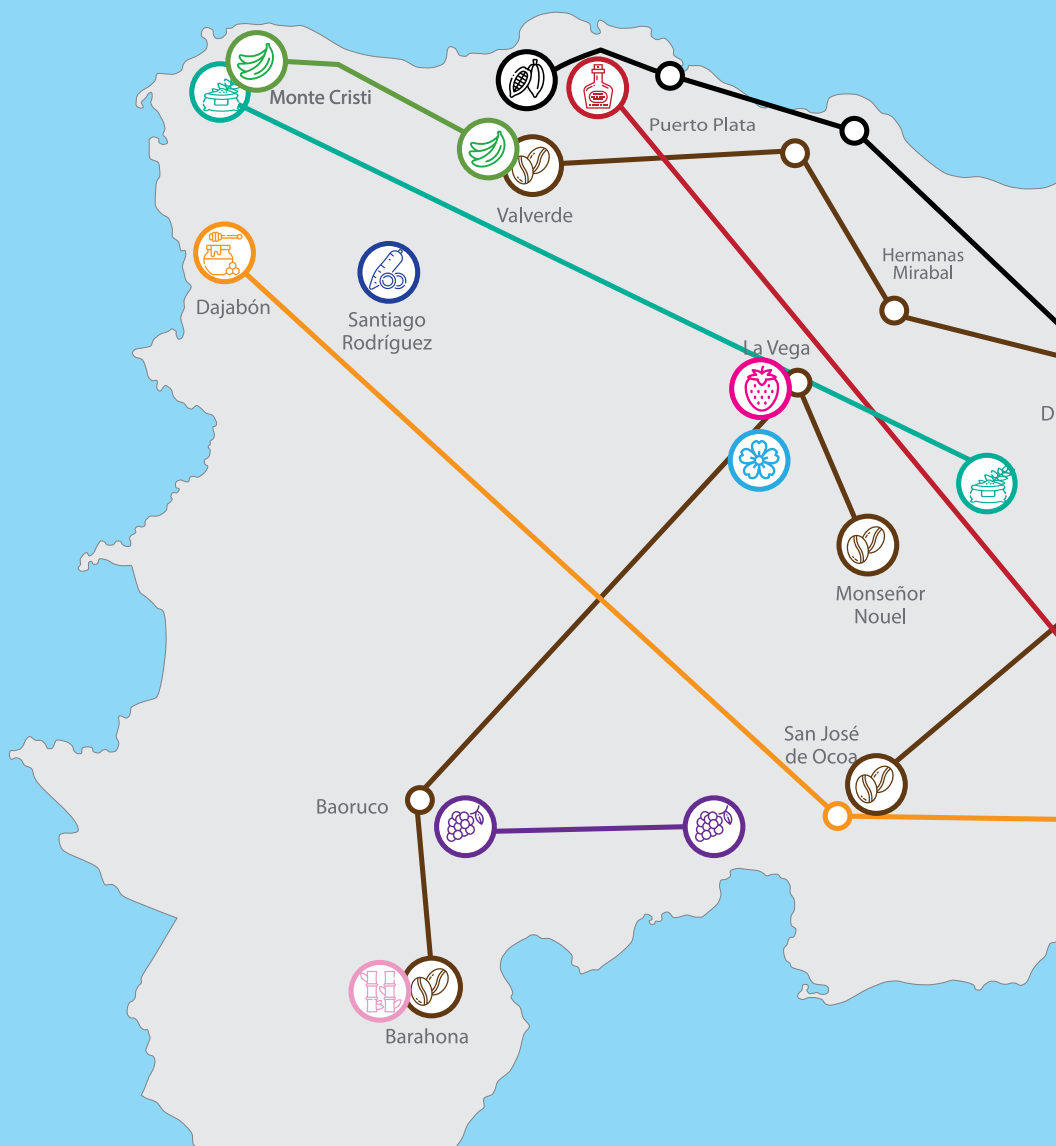 Monte Cristi
Puerto Plata
Valverde
Hermanas
Mirabal
Dajabón
Santiago
Rodríguez
La Vega
D
Monseñor
Nouel
San José
de Ocoa
Baoruco
Barahona